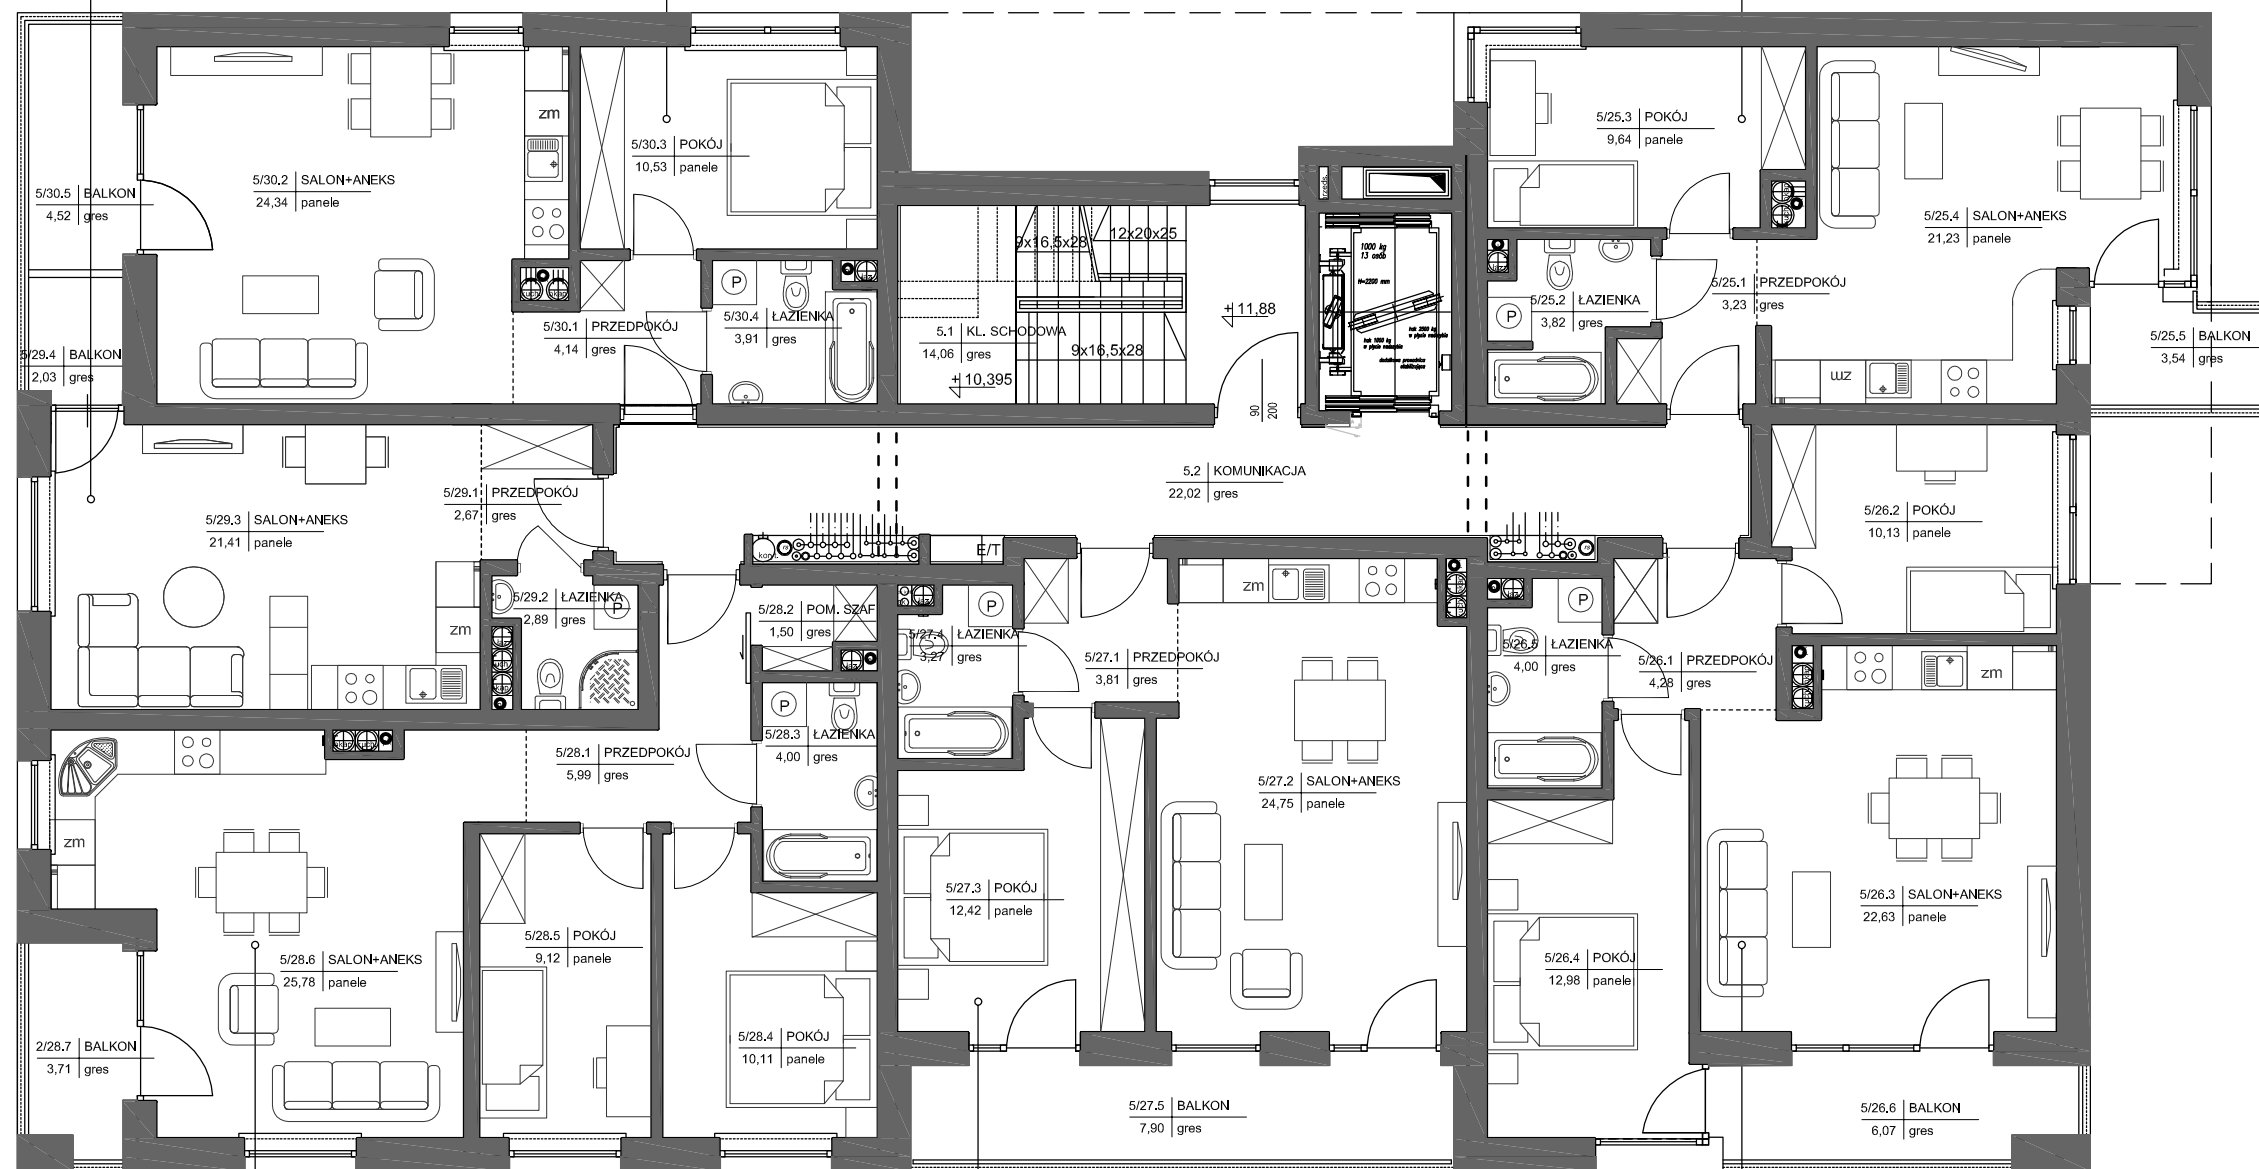 5/30.5 BALKON
4,52 gres
5/30.2 SALON+ANEKS
24,34 panele
zm
5/30.3 POKÓJ
10,53 panele
5/30.1 PRZEDPOKÓJ
4,14 gres
P
5/30.4 ŁAZIENKA
3,91 gres
5/29.4 BALKON
2,03 gres
9x16,5x28
12x20x25
+11,88
5.1 KL. SCHODOWA
14,06 gres
9x16,5x28
+ 10,395
90
200
1000 kg
13 osób
H=2200 mm
5/25.3 POKÓJ
9,64 panele
5/25.4 SALON+ANEKS
21,23 panele
5/25.1 PRZEDPOKÓJ
3,23 gres
5/25.2 ŁAZIENKA
3,82 gres
P
zm
5/25.5 BALKON
3,54 gres
5.2 KOMUNIKACJA
22,02 gres
E/T
5/29.1 PRZEDPOKÓJ
2,67 gres
5/29.3 SALON+ANEKS
21,41 panele
5/29.2 ŁAZIENKA
2,89 gres
P
zm
5/28.2 POM. SZAF
1,50 gres
5/27.4 ŁAZIENKA
3,27 gres
P
zm
5/27.1 PRZEDPOKÓJ
3,81 gres
5/26.2 POKÓJ
10,13 panele
P
5/26.5 ŁAZIENKA
4,00 gres
5/26.1 PRZEDPOKÓJ
4,28 gres
zm
P
5/28.3 ŁAZIENKA
4,00 gres
5/28.1 PRZEDPOKÓJ
5,99 gres
zm
5/27.2 SALON+ANEKS
24,75 panele
5/27.3 POKÓJ
12,42 panele
5/26.3 SALON+ANEKS
22,63 panele
5/28.5 POKÓJ
9,12 panele
5/28.6 SALON+ANEKS
25,78 panele
5/26.4 POKÓJ
12,98 panele
2/28.7 BALKON
3,71 gres
5/28.4 POKÓJ
10,11 panele
5/27.5 BALKON
7,90 gres
5/26.6 BALKON
6,07 gres